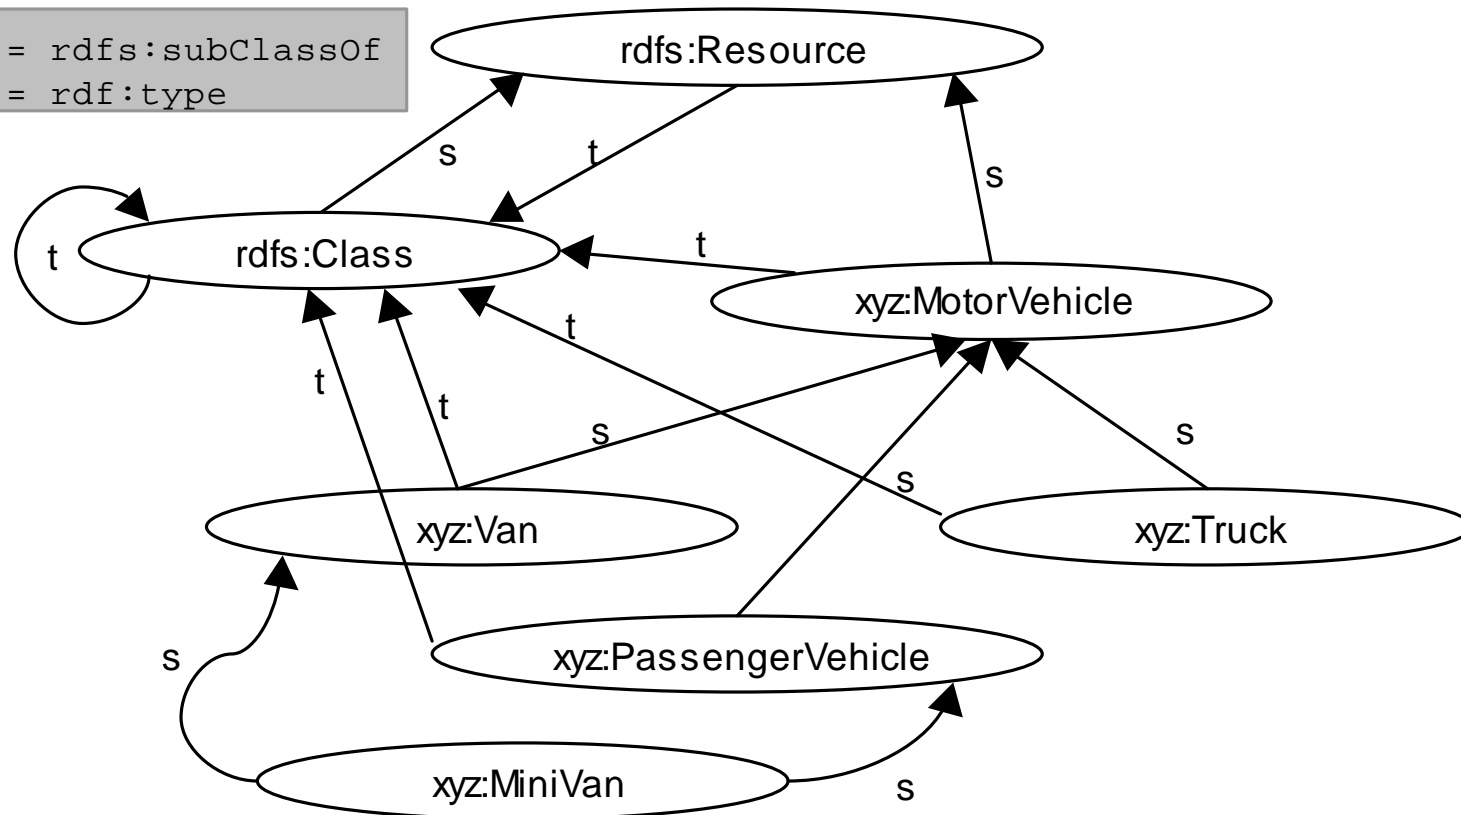 = rdfs:subClassOf
= rdf:type
rdfs:Resource
s
t
s
t
rdfs:Class
t
xyz:MotorVehicle
t
t
t
s
s
s
xyz:Van
xyz:Truck
s
xyz:PassengerVehicle
xyz:MiniVan
s